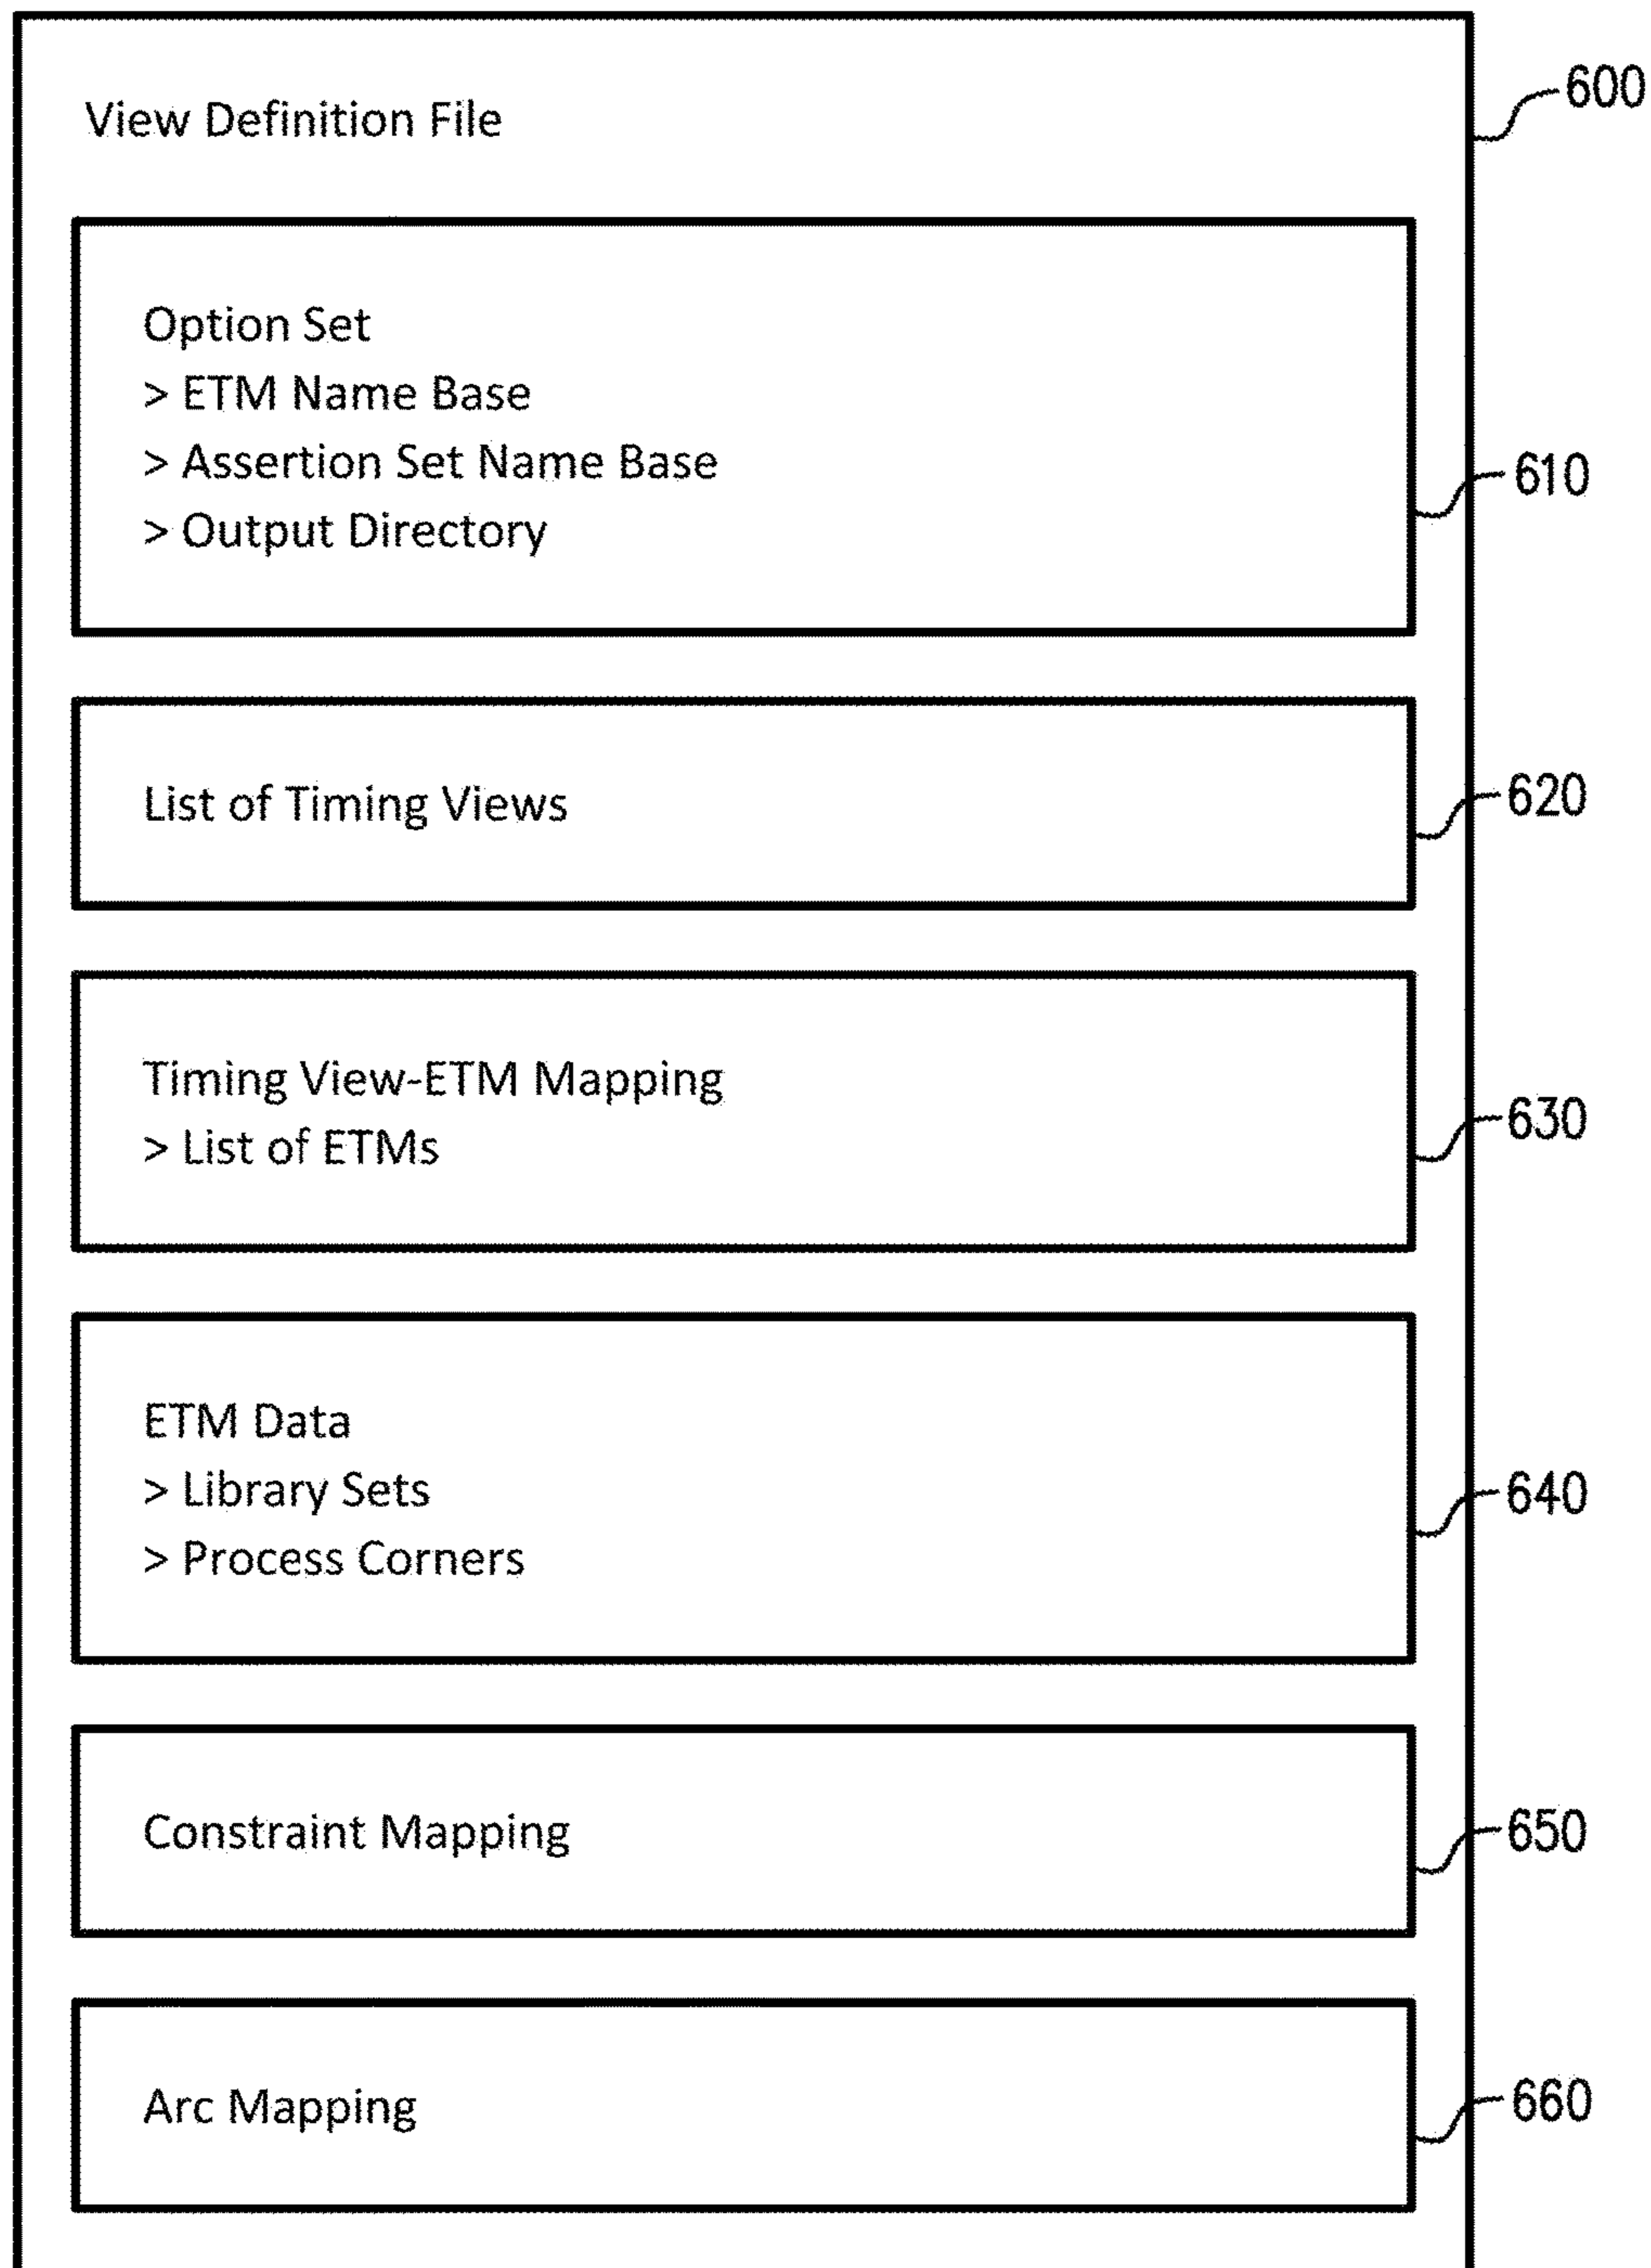 View Definition File
600
Option Set
> ETM Name Base
> Assertion Set Name Base
> Output Directory
610
List of Timing Views
620
Timing View-ETM Mapping
> List of ETMs
630
ETM Data
> Library Sets
> Process Corners
640
Constraint Mapping
650
Arc Mapping
660